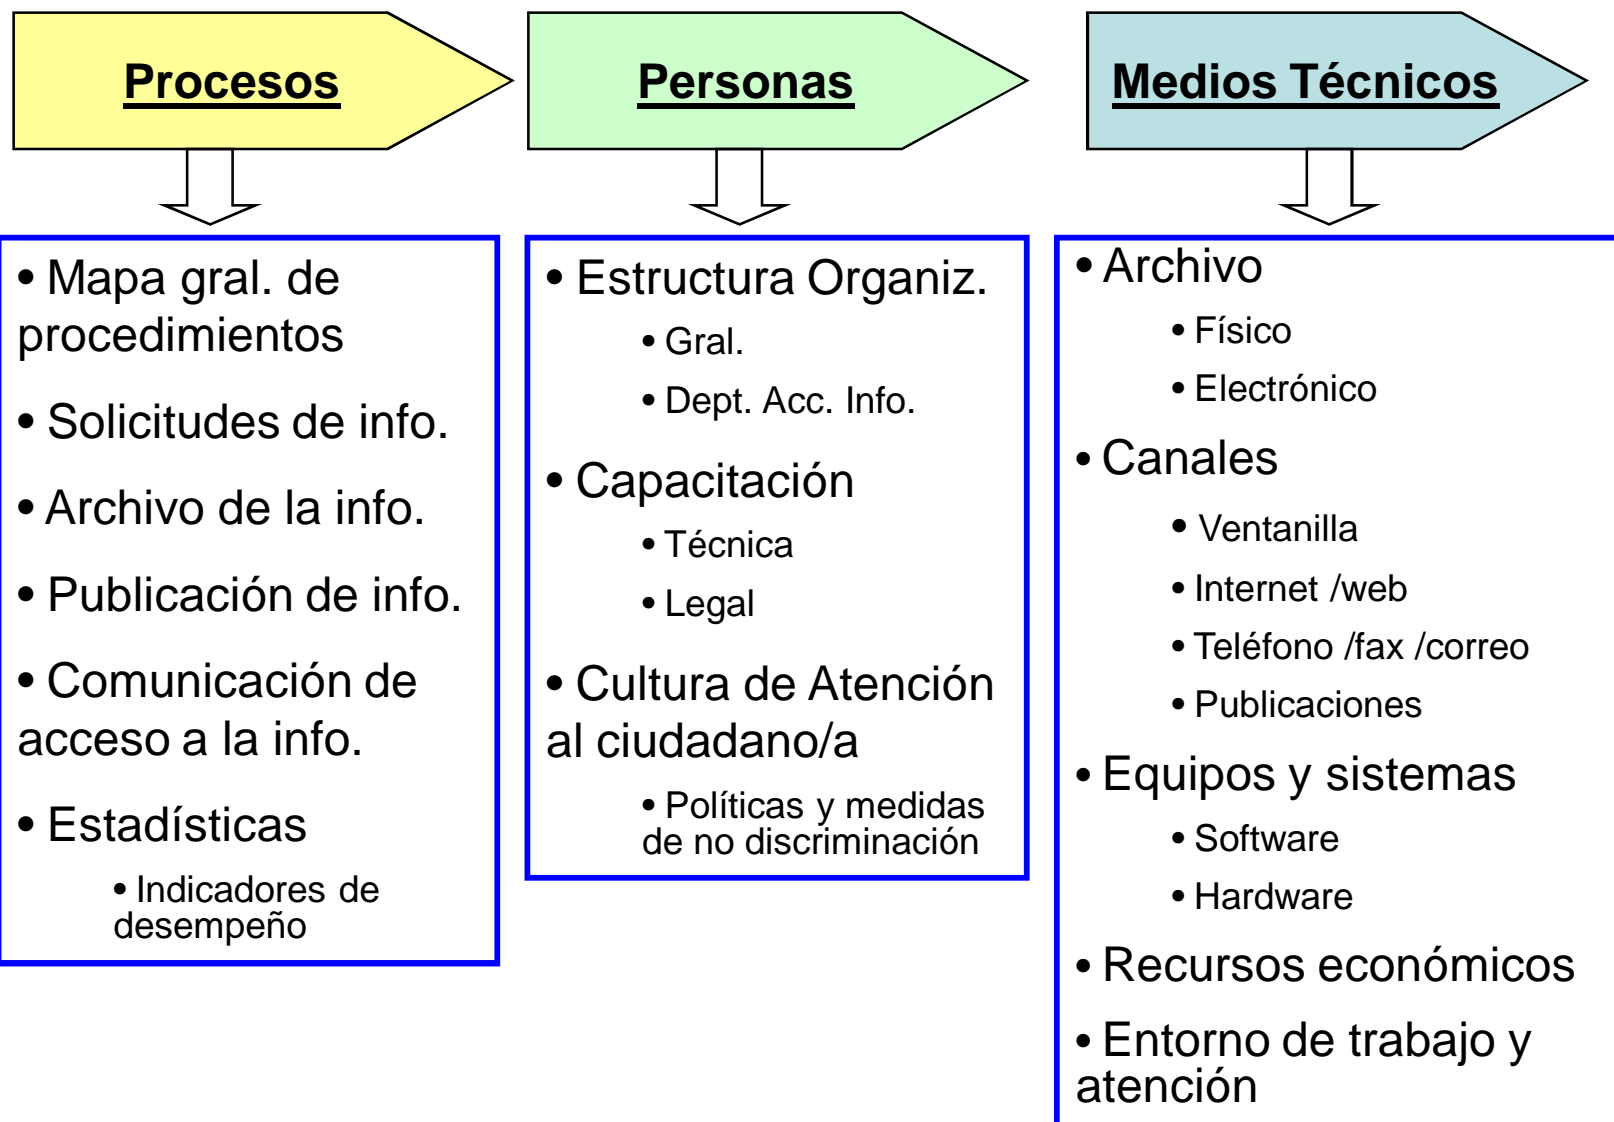 Procesos
• Mapa gral. de
procedimientos
• Solicitudes de info.
• Archivo de la info.
• Publicación de info.
• Comunicación de
acceso a la info.
• Estadísticas
• Indicadores de
desempeño
Personas
• Estructura Organiz.
• Gral.
• Dept. Acc. Info.
• Capacitación
• Técnica
• Legal
• Cultura de Atención
al ciudadano/a
• Políticas y medidas
de no discriminación
Medios Técnicos
• Archivo
• Físico
• Electrónico
• Canales
• Ventanilla
• Internet /web
• Teléfono /fax /correo
• Publicaciones
• Equipos y sistemas
• Software
• Hardware
• Recursos económicos
• Entorno de trabajo y
atención